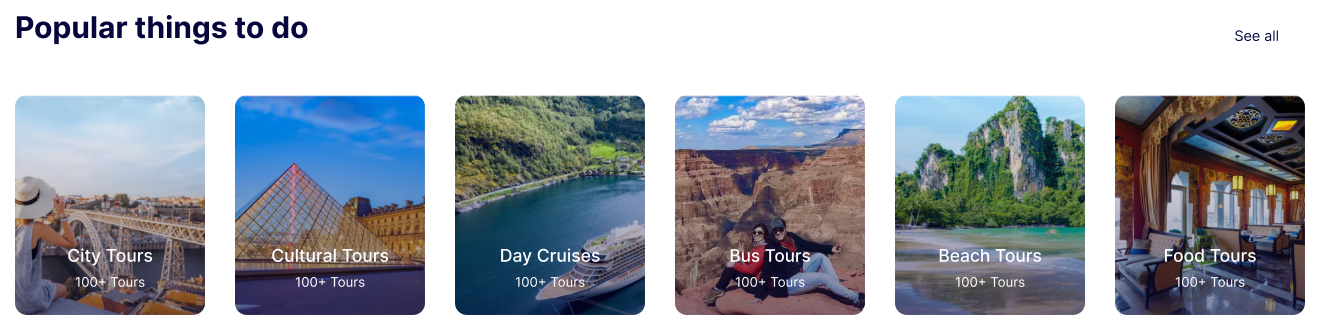 Popular things to do
See all
City Tours
100+ Tours
Cultural Tours
100+ Tours
Day Cruises
100+ Tours
Bus Tours
100+ Tours
Beach Tours
100+ Tours
Food Tours
100+ Tours